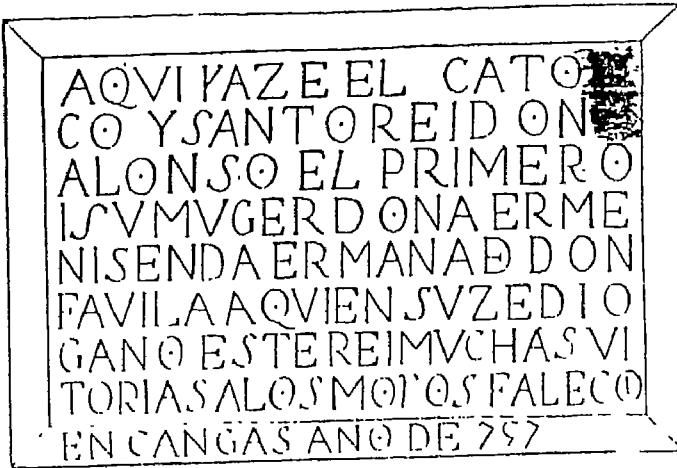 AQVI YAZE EL CATO
CO Y SANTO REI DON
ALONSO EL PRIMERO
I SV MVGER DONA ERME
NISENDA ERMANA DE DON
FAVILA A QVIEN SVZEDIO
GANO ESTE REI MVCHAS VI
TORIAS A LOS MOROS FALECIO
EN CANGAS ANO DE 757